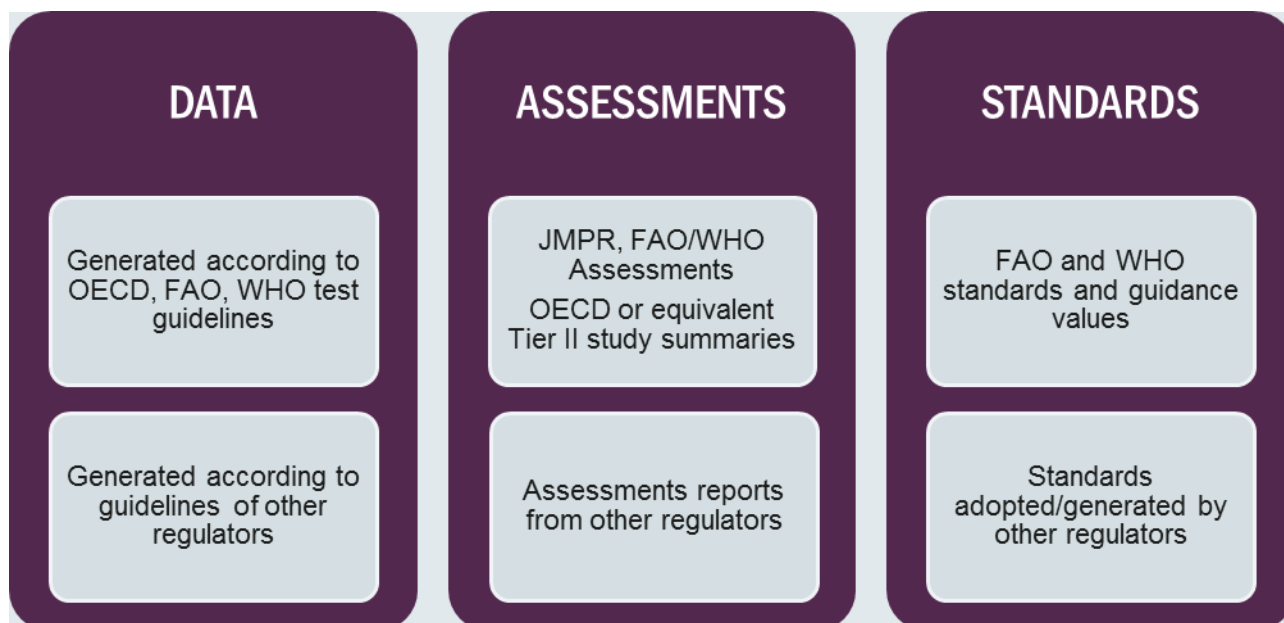 DATA
Generated according to
OECD, FAO, WHO test
guidelines
Generated according to
guidelines of other
regulators
ASSESSMENTS
JMPR, FAO/WHO
Assessments
OECD or equivalent
Tier II study summaries
Assessments reports
from other regulators
STANDARDS
FAO and WHO
standards and guidance
values
Standards
adopted/generated by
other regulators